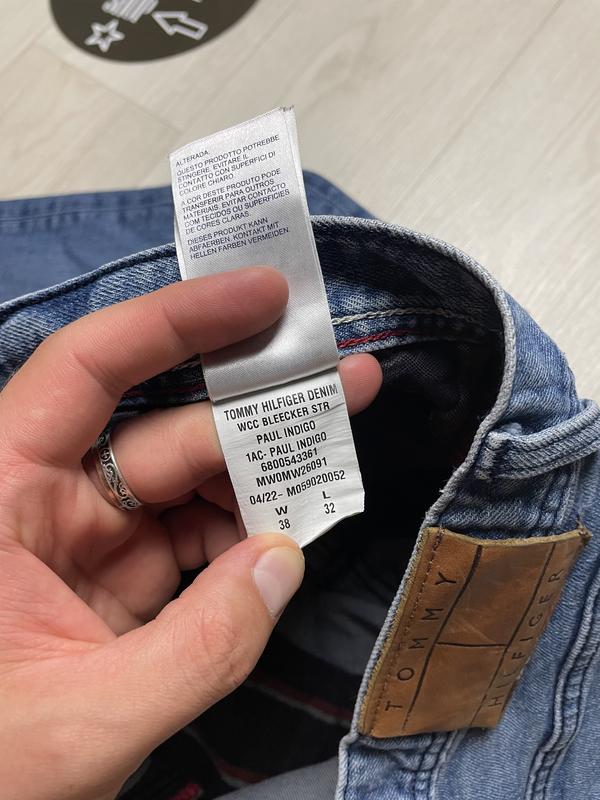 ALTERADA.
QUESTO PRODOTTO POTREBBE
STINGERE. EVITARE IL
CONTATTO CON SUPERFICI DI
COLORE CHIARO.
A COR DESTE PRODUTO PODE
TRANSFERIR PARA OUTROS
MATERIAIS. EVITAR CONTACTO
COM TECIDOS OU SUPERFICIES
DE CORES CLARAS.
DIESES PRODUKT KANN
ABFAERBEN. KONTAKT MIT
HELLEN FARBEN VERMEIDEN.
TOMMY HILFIGER DENIM
WCC BLEECKER STR
PAUL INDIGO
1AC- PAUL INDIGO
6800543361
MW0MW26091
04/22- M059020052
W L
38 32
TOMMY
HILFIGER